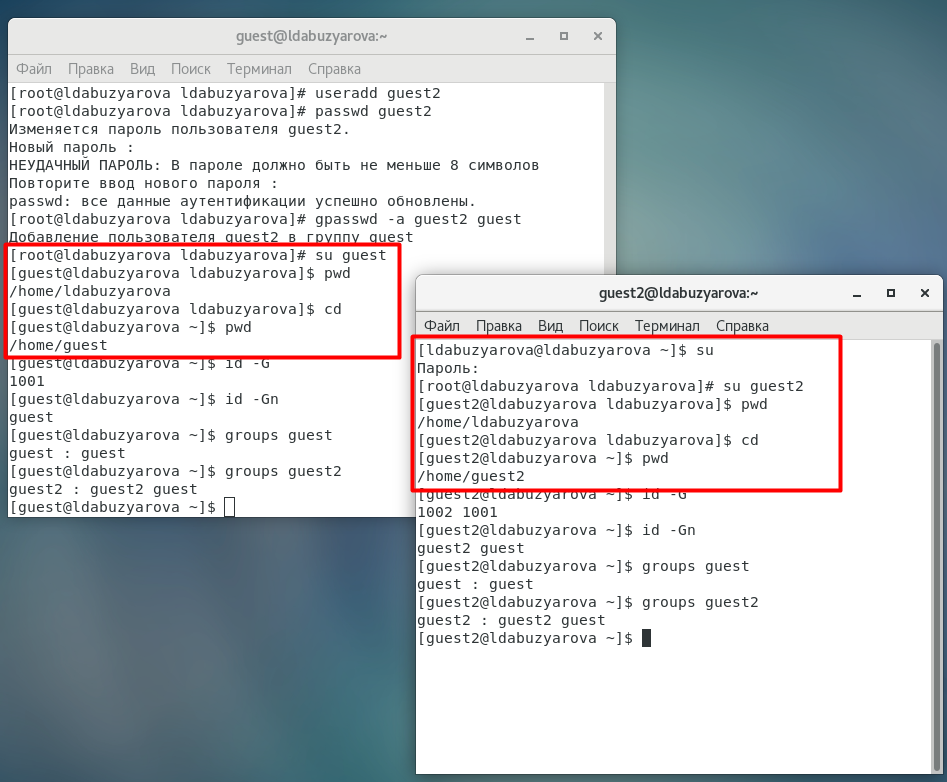 guest@ldabuzyarova:~
Файл Правка Вид Поиск Терминал Справка
[root@ldabuzyarova ldabuzyarova]# useradd guest2
[root@ldabuzyarova ldabuzyarova]# passwd guest2
Изменяется пароль пользователя guest2.
Новый пароль :
НЕУДАЧНЫЙ ПАРОЛЬ: В пароле должно быть не меньше 8 символов
Повторите ввод нового пароля :
passwd: все данные аутентификации успешно обновлены.
[root@ldabuzyarova ldabuzyarova]# gpasswd -a guest2 guest
Добавление пользователя guest2 в группу guest
[root@ldabuzyarova ldabuzyarova]# su guest
[guest@ldabuzyarova ldabuzyarova]$ pwd
/home/ldabuzyarova
[guest@ldabuzyarova ldabuzyarova]$ cd
[guest@ldabuzyarova ~]$ pwd
/home/guest
[guest@ldabuzyarova ~]$ id -G
1001
[guest@ldabuzyarova ~]$ id -Gn
guest
[guest@ldabuzyarova ~]$ groups guest
guest : guest
[guest@ldabuzyarova ~]$ groups guest2
guest2 : guest2 guest
[guest@ldabuzyarova ~]$
guest2@ldabuzyarova:~
Файл Правка Вид Поиск Терминал Справка
[ldabuzyarova@ldabuzyarova ~]$ su
Пароль:
[root@ldabuzyarova ldabuzyarova]# su guest2
[guest2@ldabuzyarova ldabuzyarova]$ pwd
/home/ldabuzyarova
[guest2@ldabuzyarova ldabuzyarova]$ cd
[guest2@ldabuzyarova ~]$ pwd
/home/guest2
[guest2@ldabuzyarova ~]$ id -G
1002 1001
[guest2@ldabuzyarova ~]$ id -Gn
guest2 guest
[guest2@ldabuzyarova ~]$ groups guest
guest : guest
[guest2@ldabuzyarova ~]$ groups guest2
guest2 : guest2 guest
[guest2@ldabuzyarova ~]$